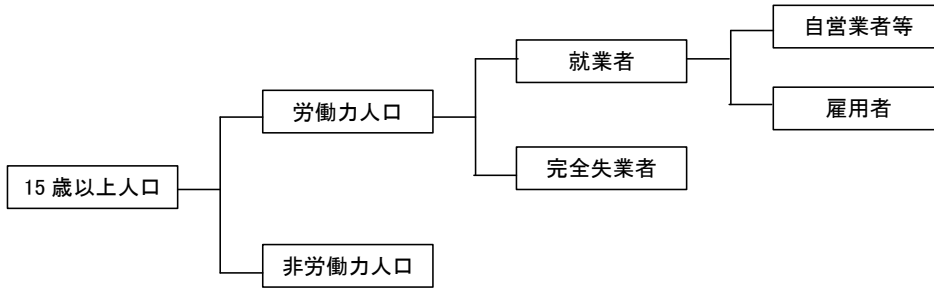 15 歳以上人口
労働力人口
非労働力人口
就業者
完全失業者
自営業者等
雇用者